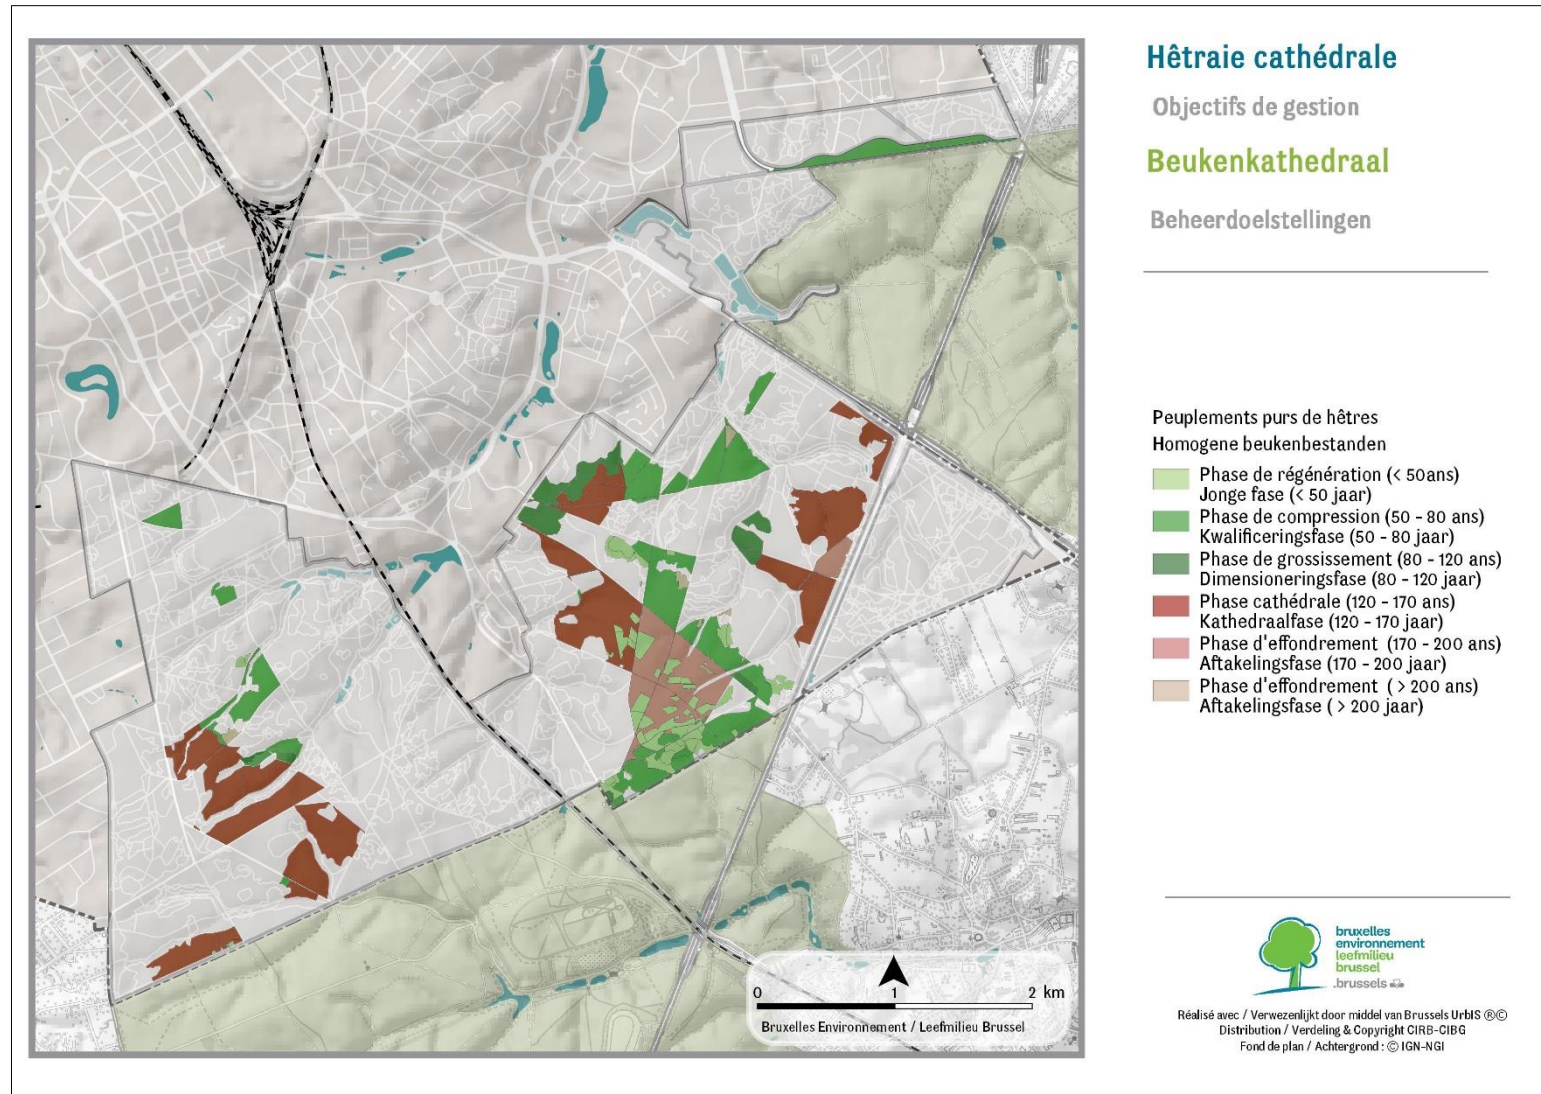 Hêtraie cathédrale
Objectifs de gestion
Beukenkathedraal
Beheerdoelstellingen
Peuplements purs de hêtres
Homogene beukenbestanden
Phase de régénération (< 50ans)
Jonge fase (< 50 jaar)
Phase de compression (50 - 80 ans)
Kwalificeringsfase (50 - 80 jaar)
Phase de grossissement (80 - 120 ans)
Dimensioneringsfase (80 - 120 jaar)
Phase cathédrale (120 - 170 ans)
Kathedraalfase (120 - 170 jaar)
Phase d'effondrement (170 - 200 ans)
Aftakelingsfase (170 - 200 jaar)
Phase d'effondrement ( > 200 ans)
Aftakelingsfase ( > 200 jaar)
0 1 2 km
Bruxelles Environnement / Leefmilieu Brussel
bruxelles
environnement
leefmilieu
brussel
.brussels
Réalisé avec / Verwezenlijkt door middel van Brussels UrbIS ®©
Distribution / Verdeling & Copyright CIRB-CIBG
Fond de plan / Achtergrond : © IGN-NGI